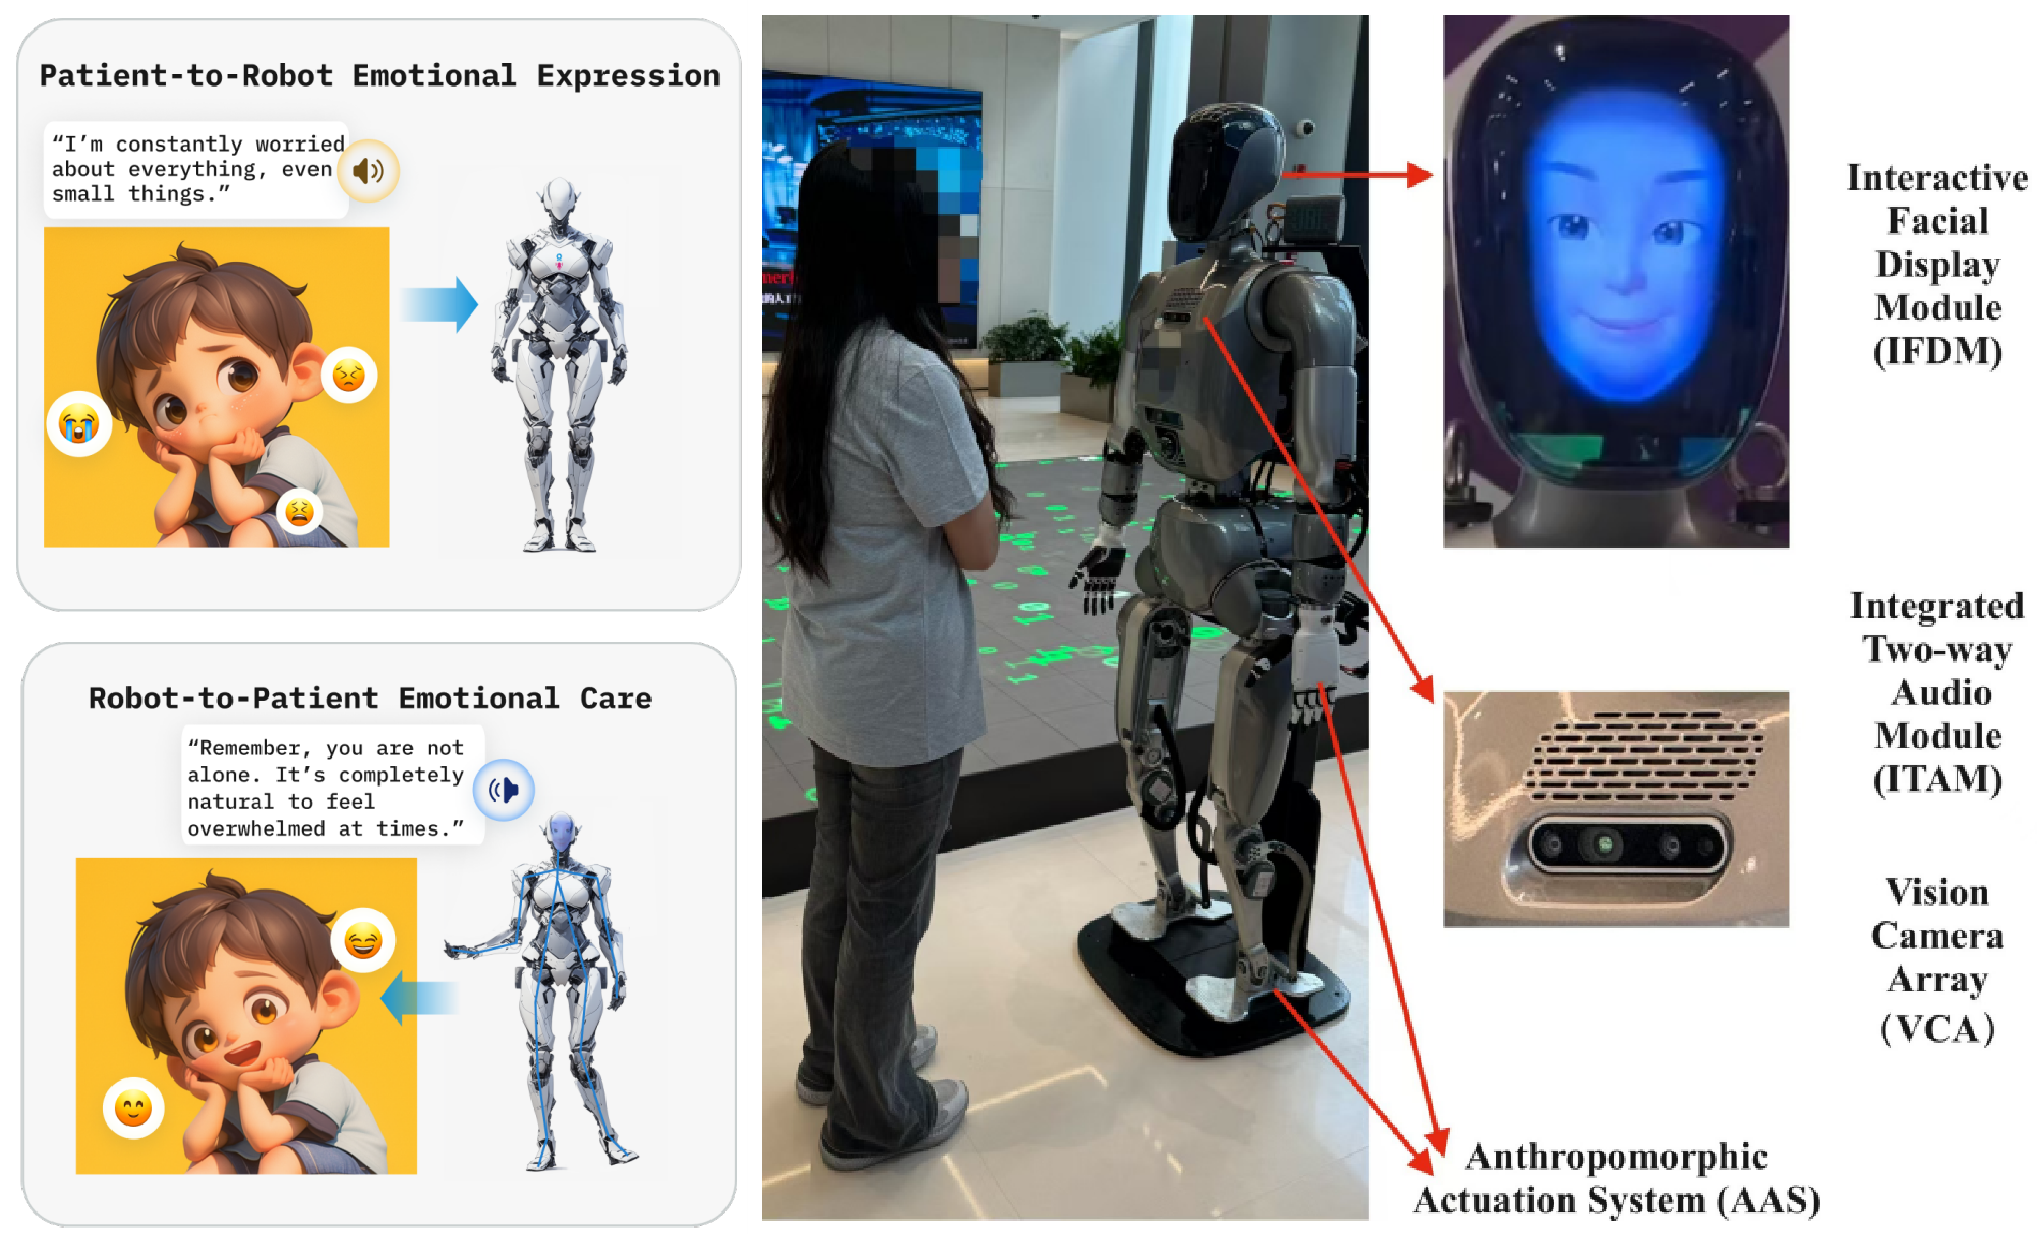 Patient-to-Robot Emotional Expression
“I’m constantly worried
about everything, even
small things.”
Robot-to-Patient Emotional Care
“Remember, you are not
alone. It’s completely
natural to feel
overwhelmed at times.”
Interactive
Facial
Display
Module
(IFDM)
Integrated
Two-way
Audio
Module
(ITAM)
Vision
Camera
Array
(VCA)
Anthropomorphic
Actuation System (AAS)